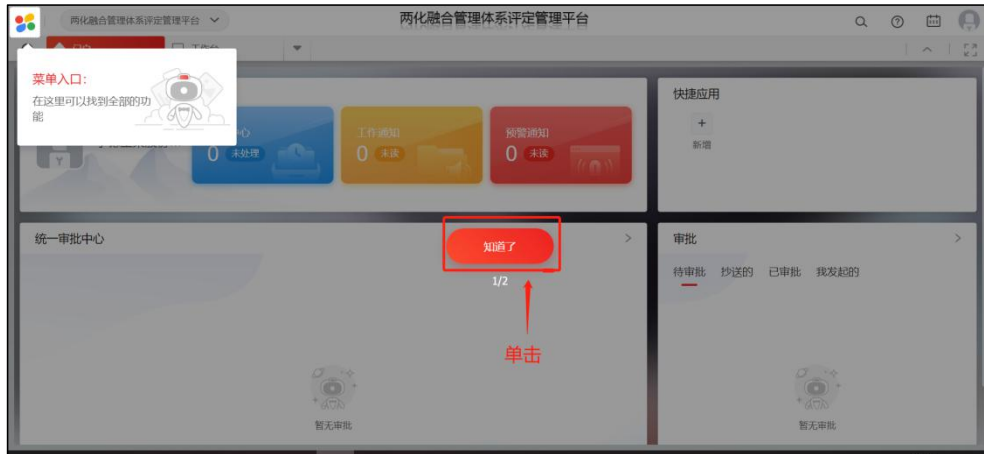 两化融合管理体系评定管理平台
两化融合管理体系评定管理平台
工作台
菜单入口:
在这里可以找到全部的功
能
心
0 未处理
工作通知
0 未读
预警通知
0 未读
快捷应用
+
新增
统一审批中心
知道了
1/2
单击
暂无审批
审批
待审批 抄送的 已审批 我发起的
暂无审批